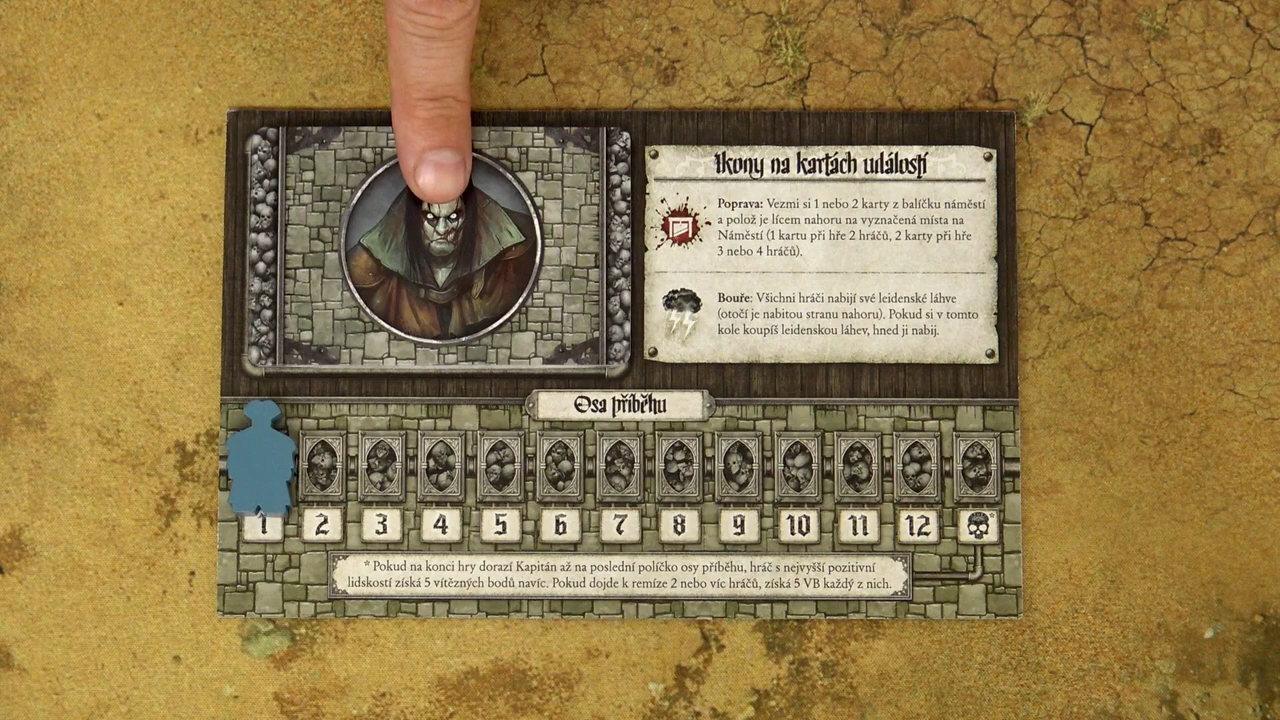 Ikony na kartách událostí
Poprava: Vezmi si 1 nebo 2 karty z balíčku náměstí
a polož je lícem nahoru na vyznačená místa na
Náměstí (1 kartu při hře 2 hráčů, 2 karty při hře
3 nebo 4 hráčů).
Bouře: Všichni hráči nabijí své leidenské láhve
(otočí je nabitou stranu nahoru). Pokud si v tomto
kole koupíš leidenskou láhev, hned ji nabij.
Osa příběhu
1 2 3 4 5 6 7 8 9 10 11 12 *
* Pokud na konci hry dorazí Kapitán až na poslední políčko osy příběhu, hráč s nejvyšší pozitivní
lidskostí získá 5 vítězných bodů navíc. Pokud dojde k remíze 2 nebo víc hráčů, získá 5 VB každý z nich.